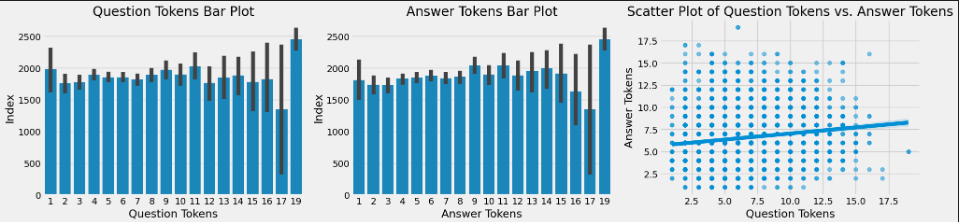 Question Tokens Bar Plot
2500
2000
1500
1000
500
0
Index
1 2 3 4 5 6 7 8 9 10 11 12 13 14 15 16 17 19
Question Tokens
Answer Tokens Bar Plot
2500
2000
1500
1000
500
0
Index
1 2 3 4 5 6 7 8 9 10 11 12 13 14 15 16 17 19
Answer Tokens
Scatter Plot of Question Tokens vs. Answer Tokens
17.5
15.0
12.5
10.0
7.5
5.0
2.5
Answer Tokens
2.5 5.0 7.5 10.0 12.5 15.0 17.5
Question Tokens